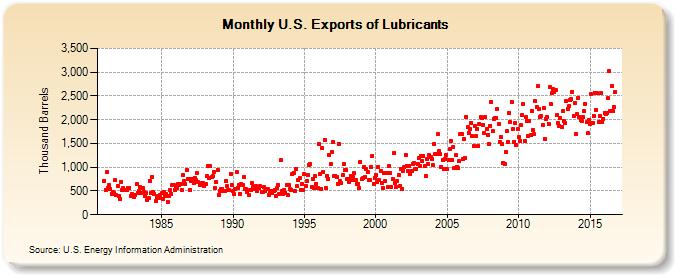 Monthly U.S. Exports of Lubricants
Thousand Barrels
3,500
3,000
2,500
2,000
1,500
1,000
500
0
1985 1990 1995 2000 2005 2010 2015
Source: U.S. Energy Information Administration